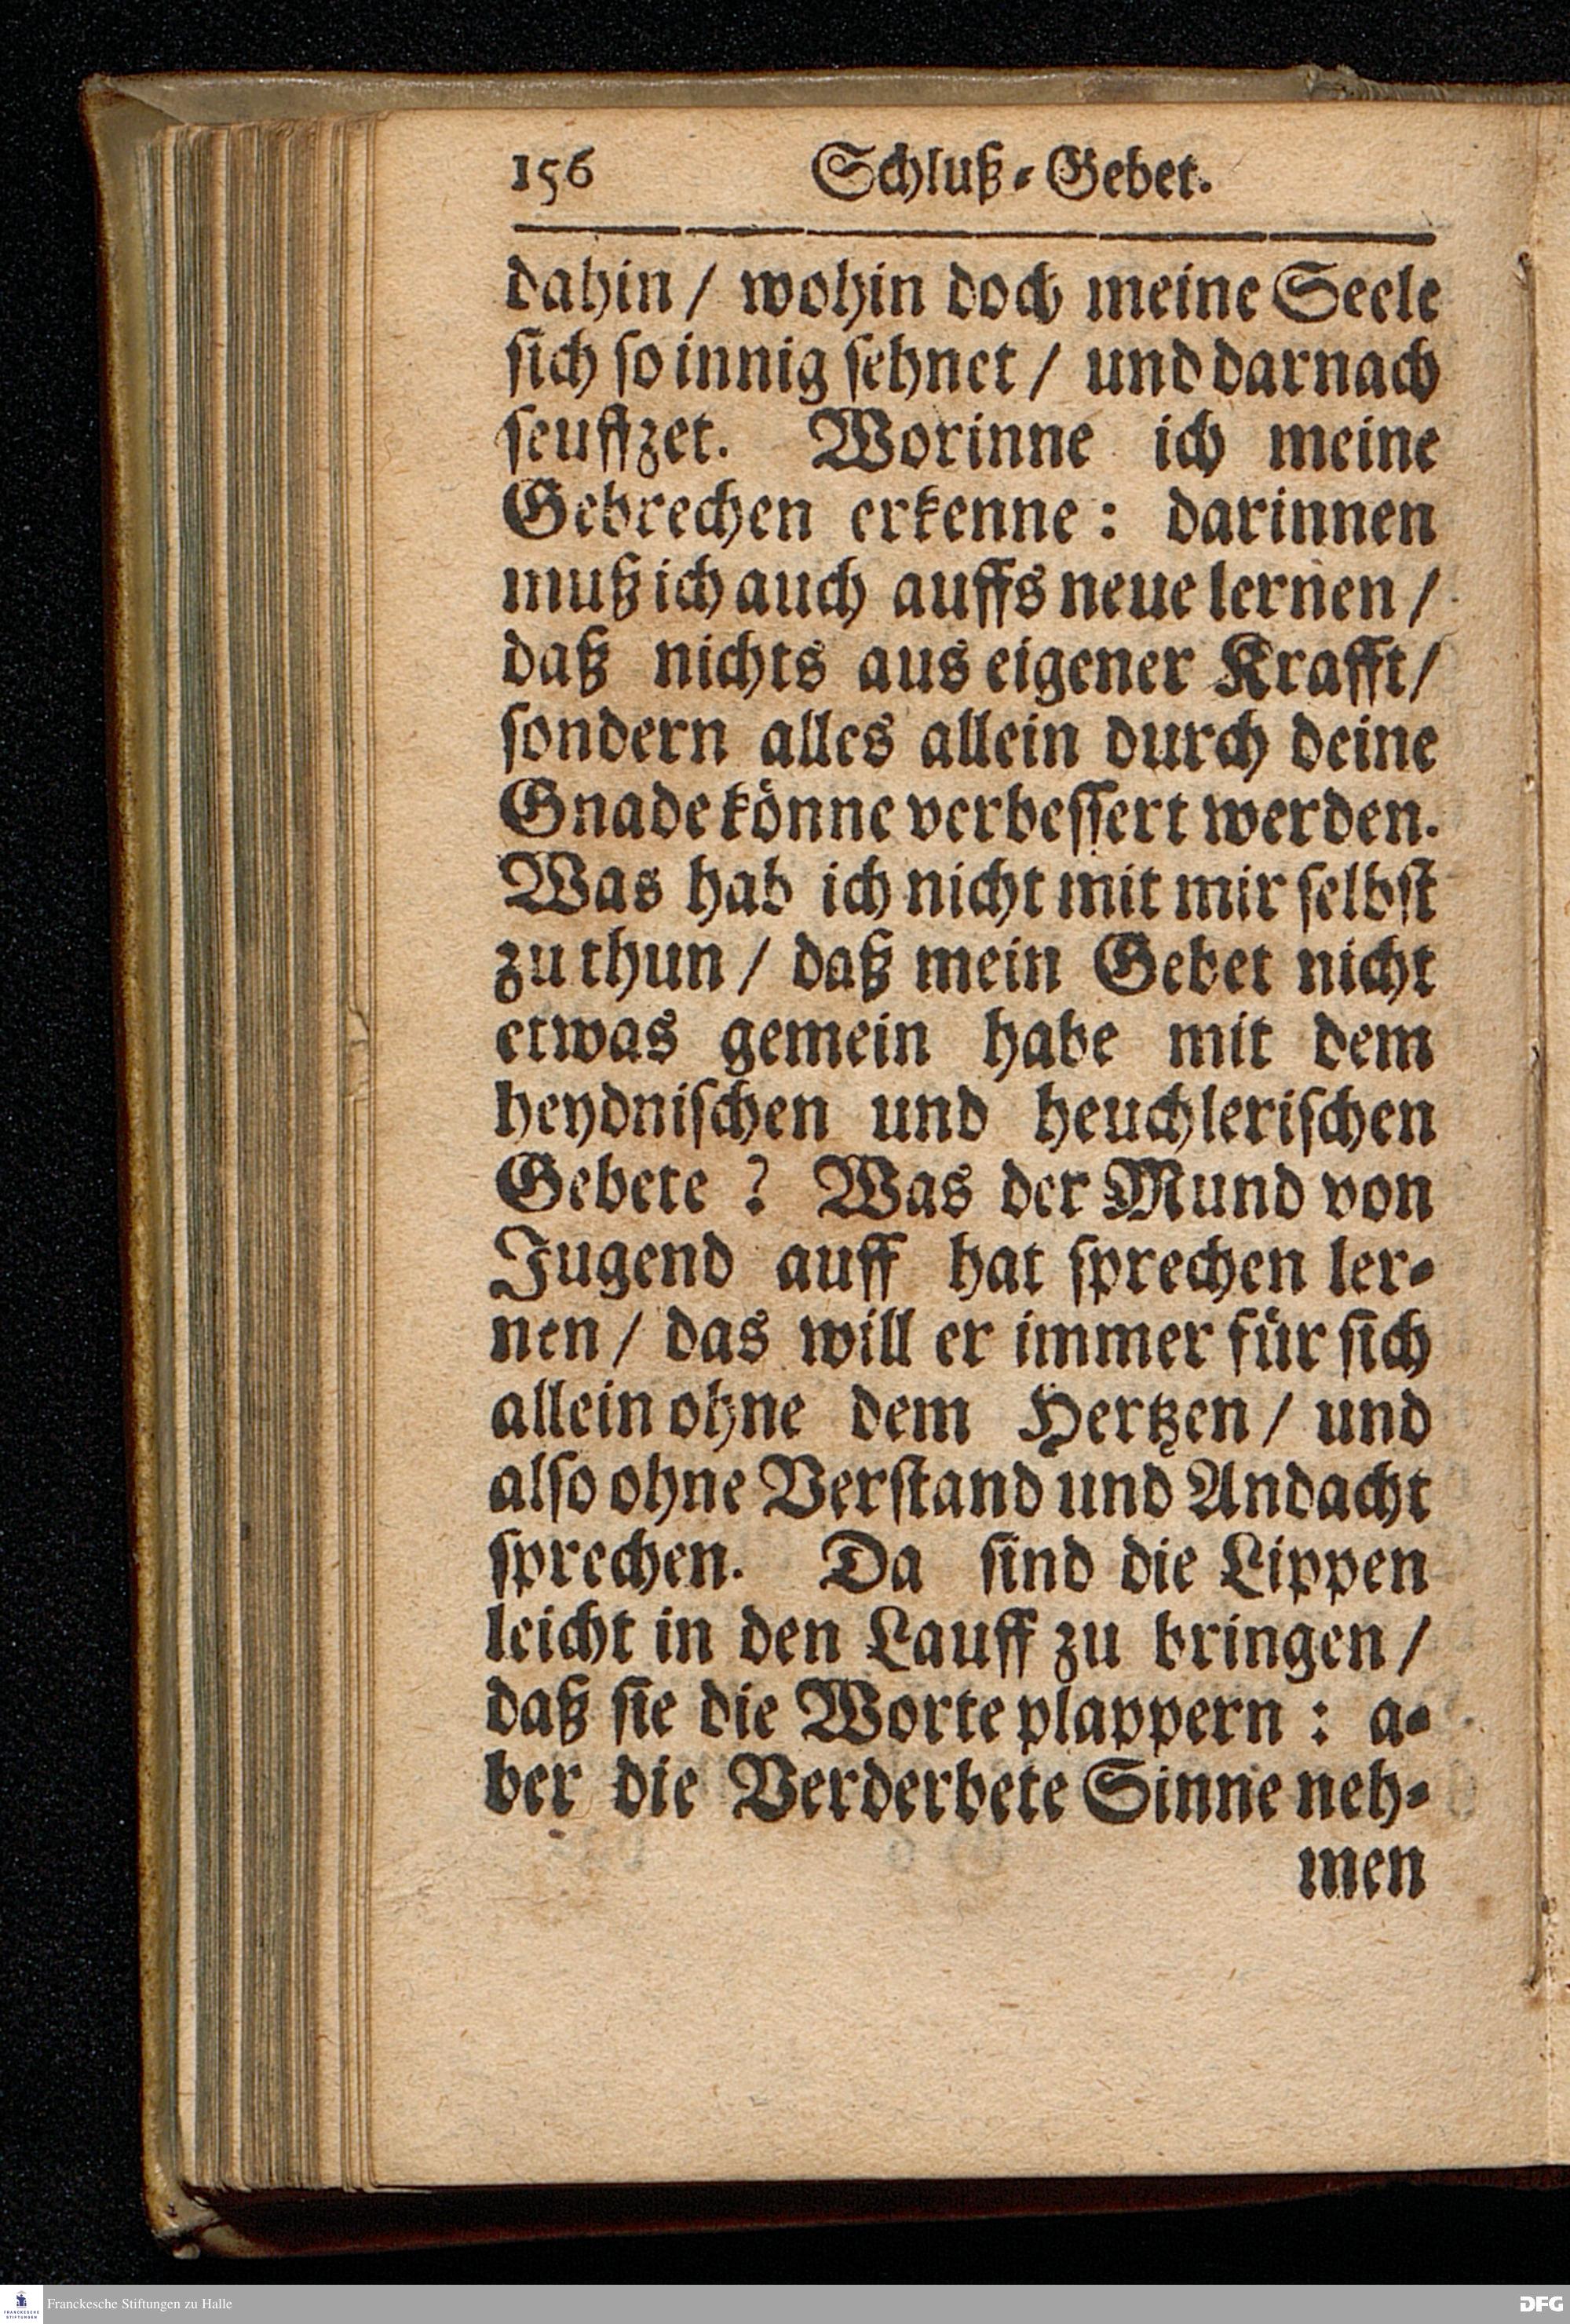 156 Schluß-Gebet.
dahin/ wohin doch meine Seele
sich so innig sehnet/ und darnach
seuffzet. Worinne ich meine
Gebrechen erkenne: darinnen
muß ich auch auffs neue lernen/
daß nichts aus eigener Krafft/
sondern alles allein durch deine
Gnade könne verbessert werden.
Was hab ich nicht mit mir selbst
zu thun/ daß mein Gebet nicht
etwas gemein habe mit dem
heydnischen und heuchlerischen
Gebete? Was der Mund von
Jugend auff hat sprechen ler-
nen/ das will er immer für sich
allein ohne dem Hertzen/ und
also ohne Verstand und Andacht
sprechen. Da sind die Lippen
leicht in den Lauff zu bringen/
daß sie die Worte plappern: a-
ber die Verderbete Sinne neh-
men
FRANCKESCHE STIFTUNGEN
Franckesche Stiftungen zu Halle
DFG